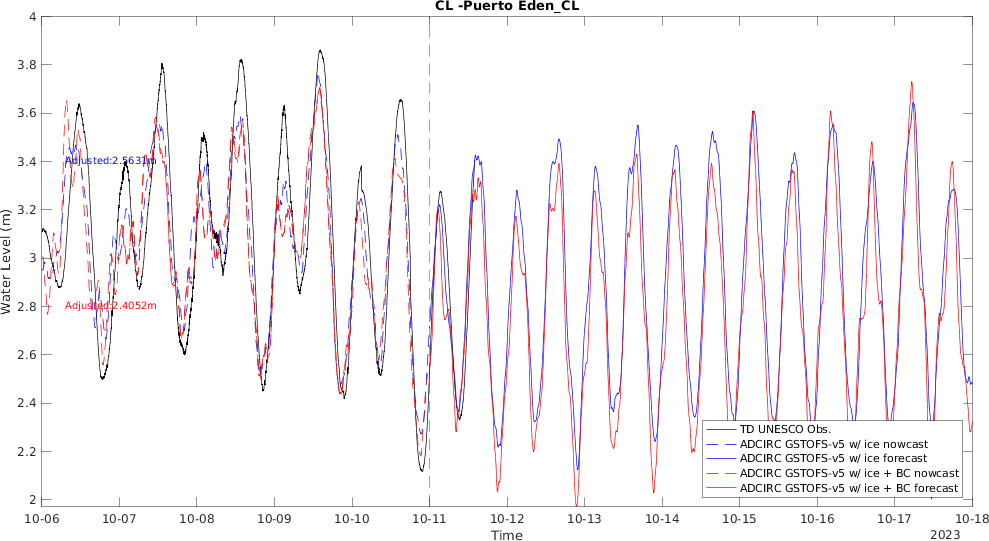 CL -Puerto Eden_CL
Water Level (m)
4
3.8
3.6
3.4
3.2
3
2.8
2.6
2.4
2.2
2
Adjusted:2.5631m
Adjusted:2.4052m
TD UNESCO Obs.
ADCIRC GSTOFS-v5 w/ ice nowcast
ADCIRC GSTOFS-v5 w/ ice forecast
ADCIRC GSTOFS-v5 w/ ice + BC nowcast
ADCIRC GSTOFS-v5 w/ ice + BC forecast
10-06 10-07 10-08 10-09 10-10 10-11 10-12 10-13 10-14 10-15 10-16 10-17 10-18
Time
2023